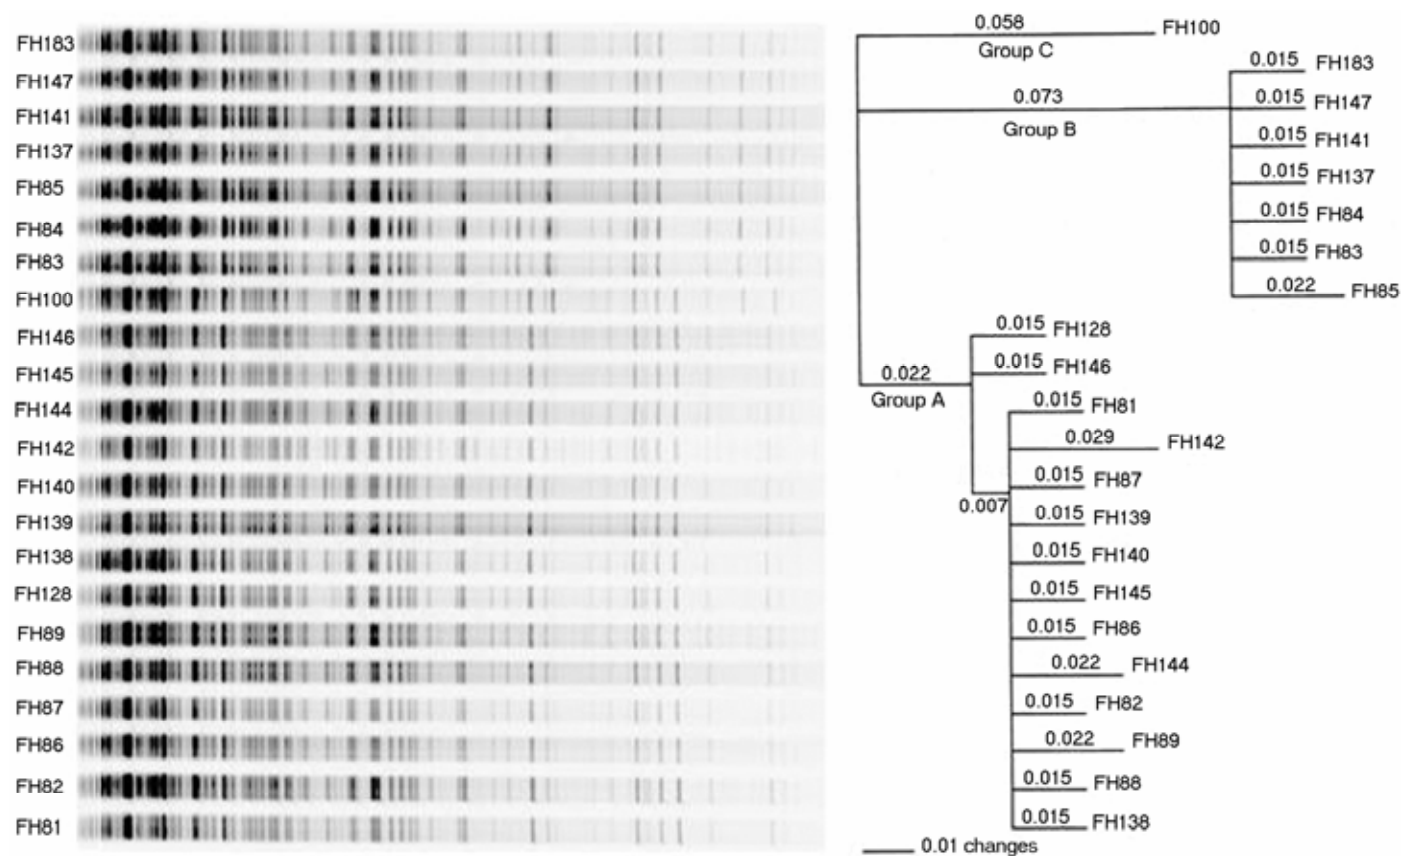 FH183
FH147
FH141
FH137
FH85
FH84
FH83
FH100
FH146
FH145
FH144
FH142
FH140
FH139
FH138
FH128
FH89
FH88
FH87
FH86
FH82
FH81
0.058 FH100
Group C
0.015 FH183
0.073
Group B
0.015 FH147
0.015 FH141
0.015 FH137
0.015 FH84
0.015 FH83
0.022 FH85
0.022
Group A
0.015 FH128
0.015 FH146
0.007
0.015 FH81
0.029 FH142
0.015 FH87
0.015 FH139
0.015 FH140
0.015 FH145
0.015 FH86
0.022 FH144
0.015 FH82
0.022 FH89
0.015 FH88
0.015 FH138
0.01 changes